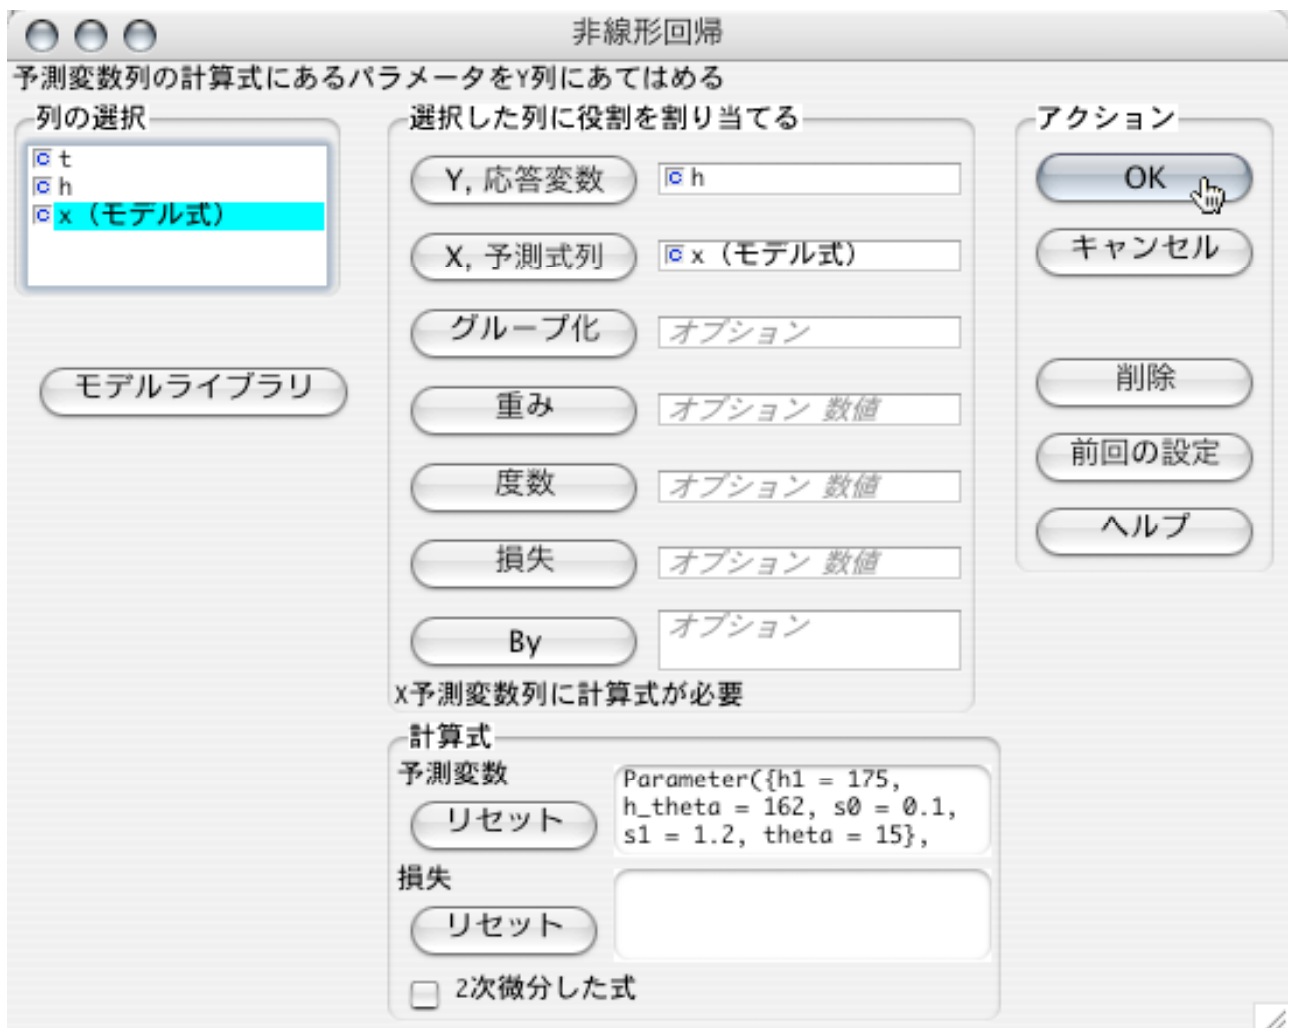 非線形回帰
予測変数列の計算式にあるパラメータをY列にあてはめる
列の選択
t
h
x（モデル式）
モデルライブラリ
選択した列に役割を割り当てる
Y, 応答変数
h
X, 予測式列
x（モデル式）
グループ化
オプション
重み
オプション 数値
度数
オプション 数値
損失
オプション 数値
By
オプション
X予測変数列に計算式が必要
アクション
OK
キャンセル
削除
前回の設定
ヘルプ
計算式
予測変数
リセット
Parameter({h1 = 175,
h_theta = 162, s0 = 0.1,
s1 = 1.2, theta = 15},
損失
リセット
2次微分した式